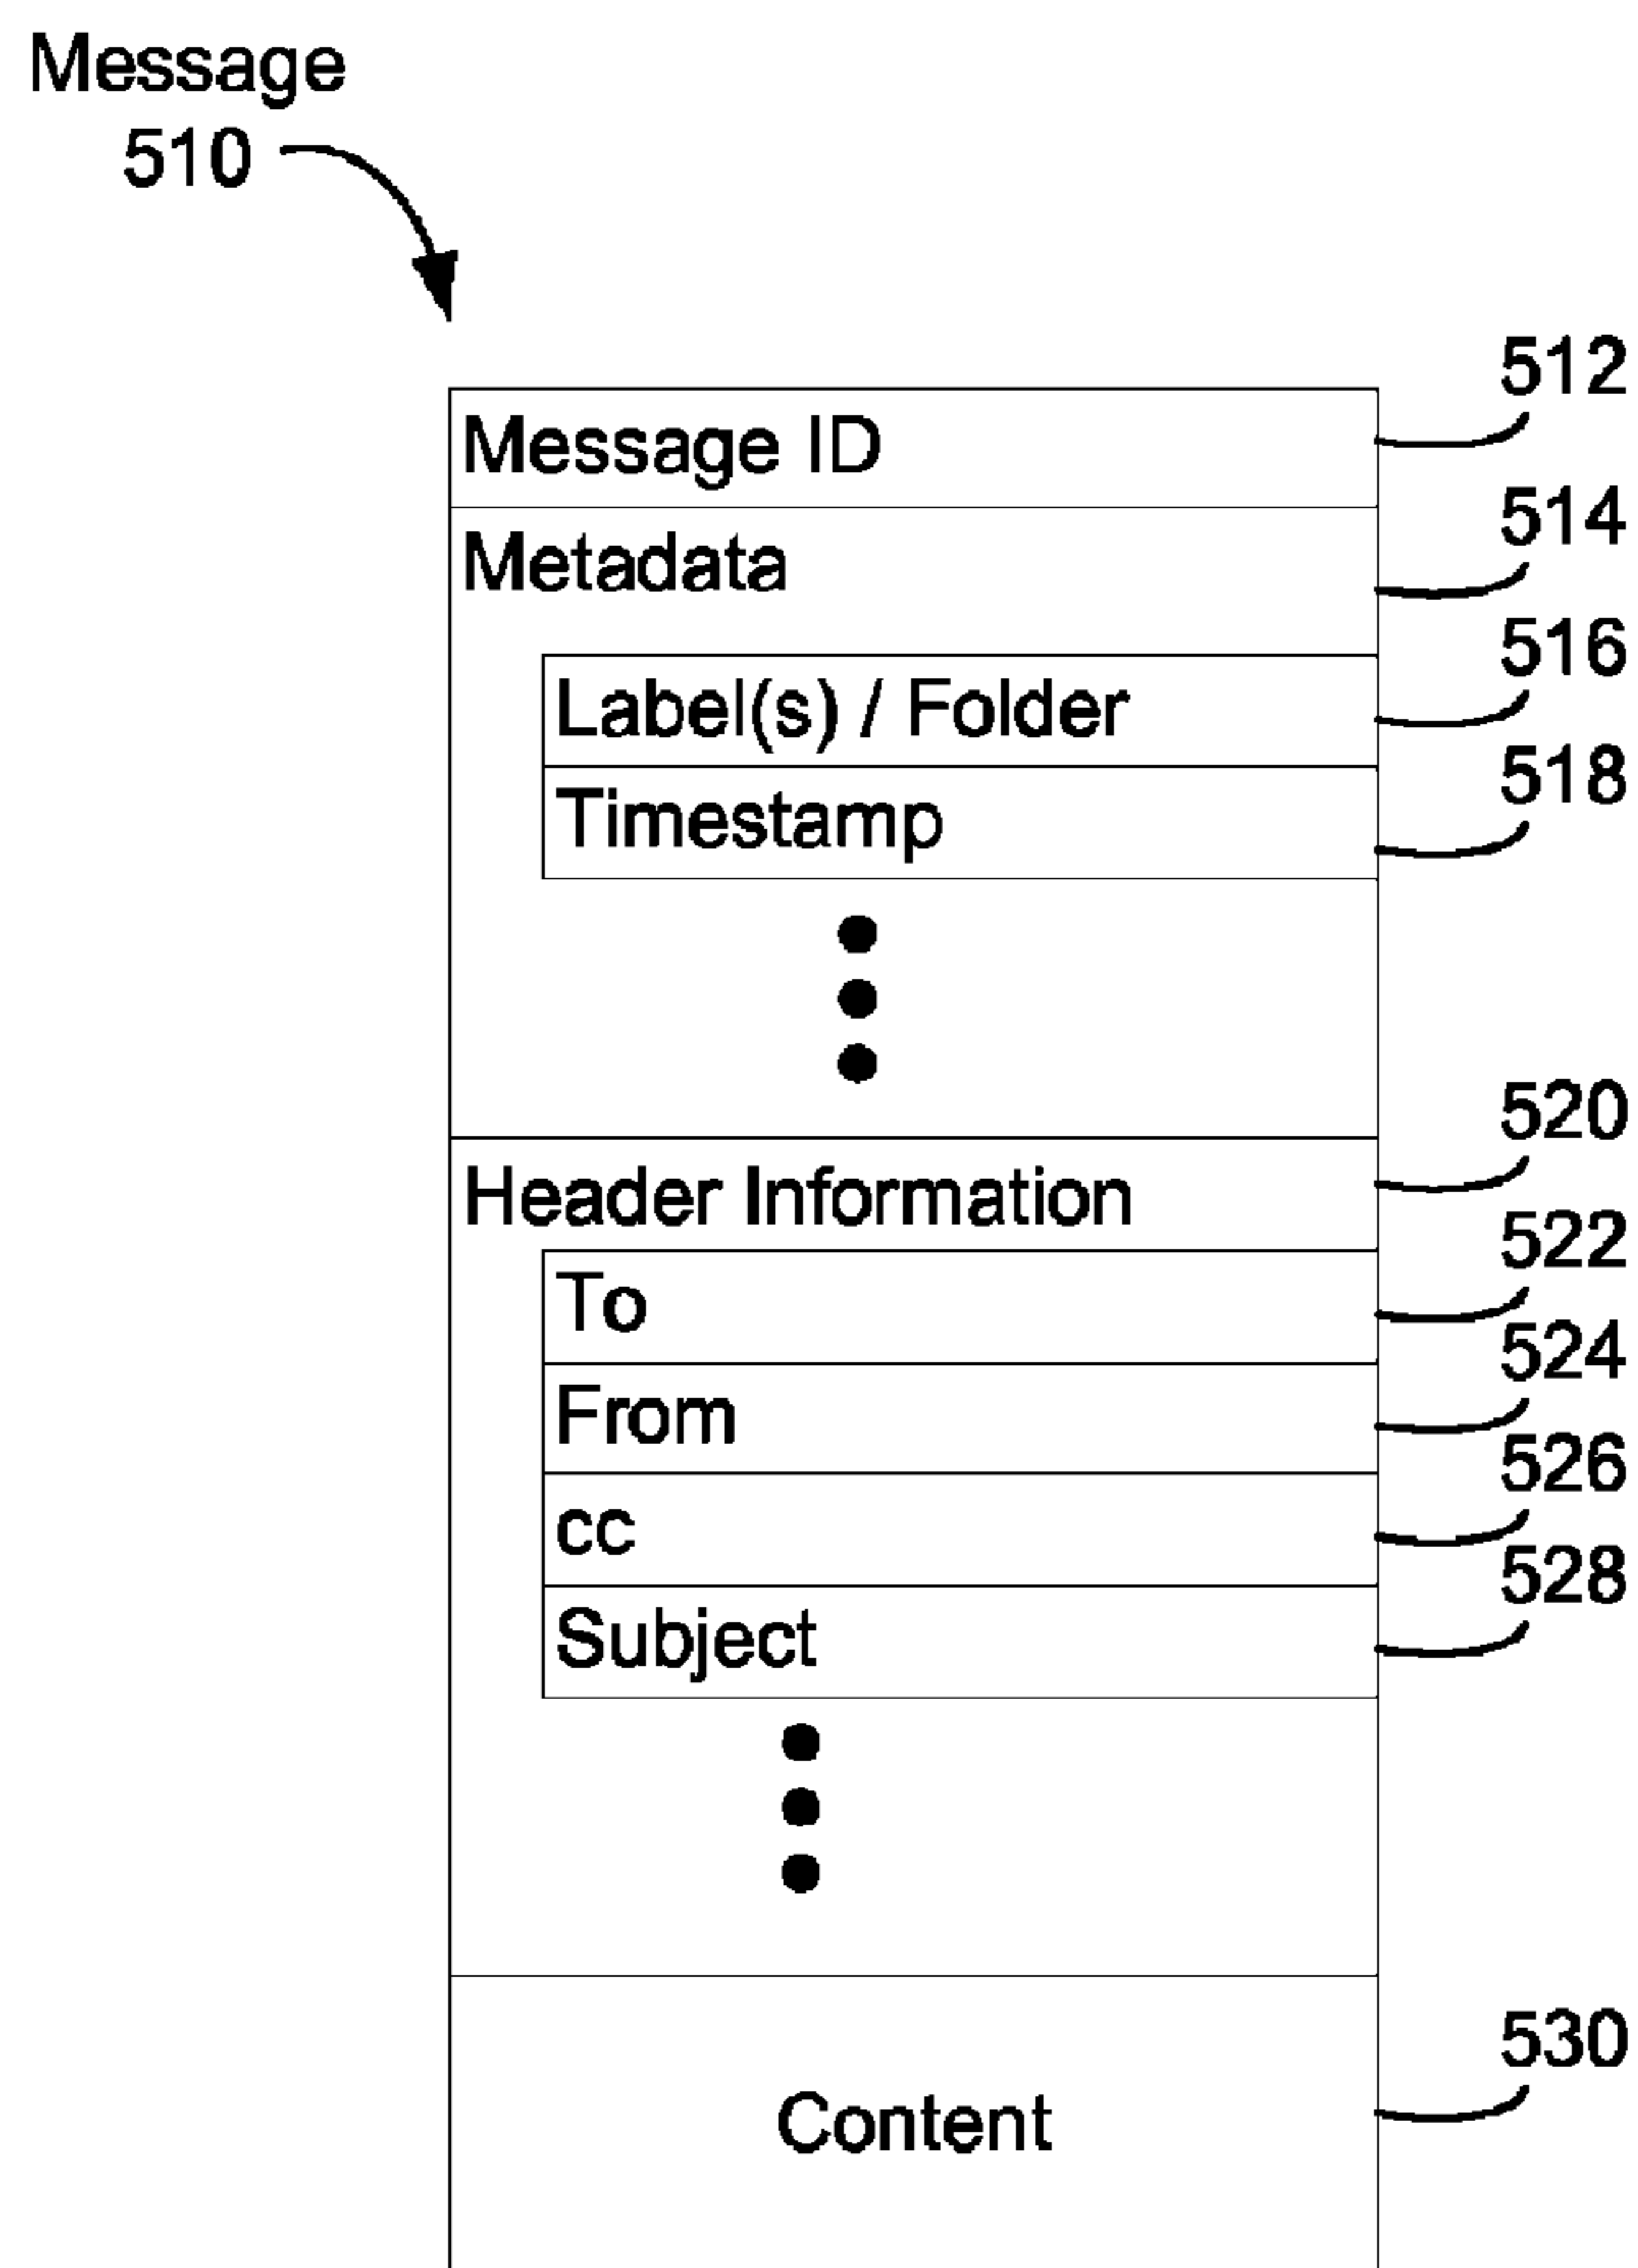 Message
510
Message ID
512
Metadata
514
Label(s) / Folder
516
Timestamp
518
Header Information
520
To
522
From
524
cc
526
Subject
528
Content
530